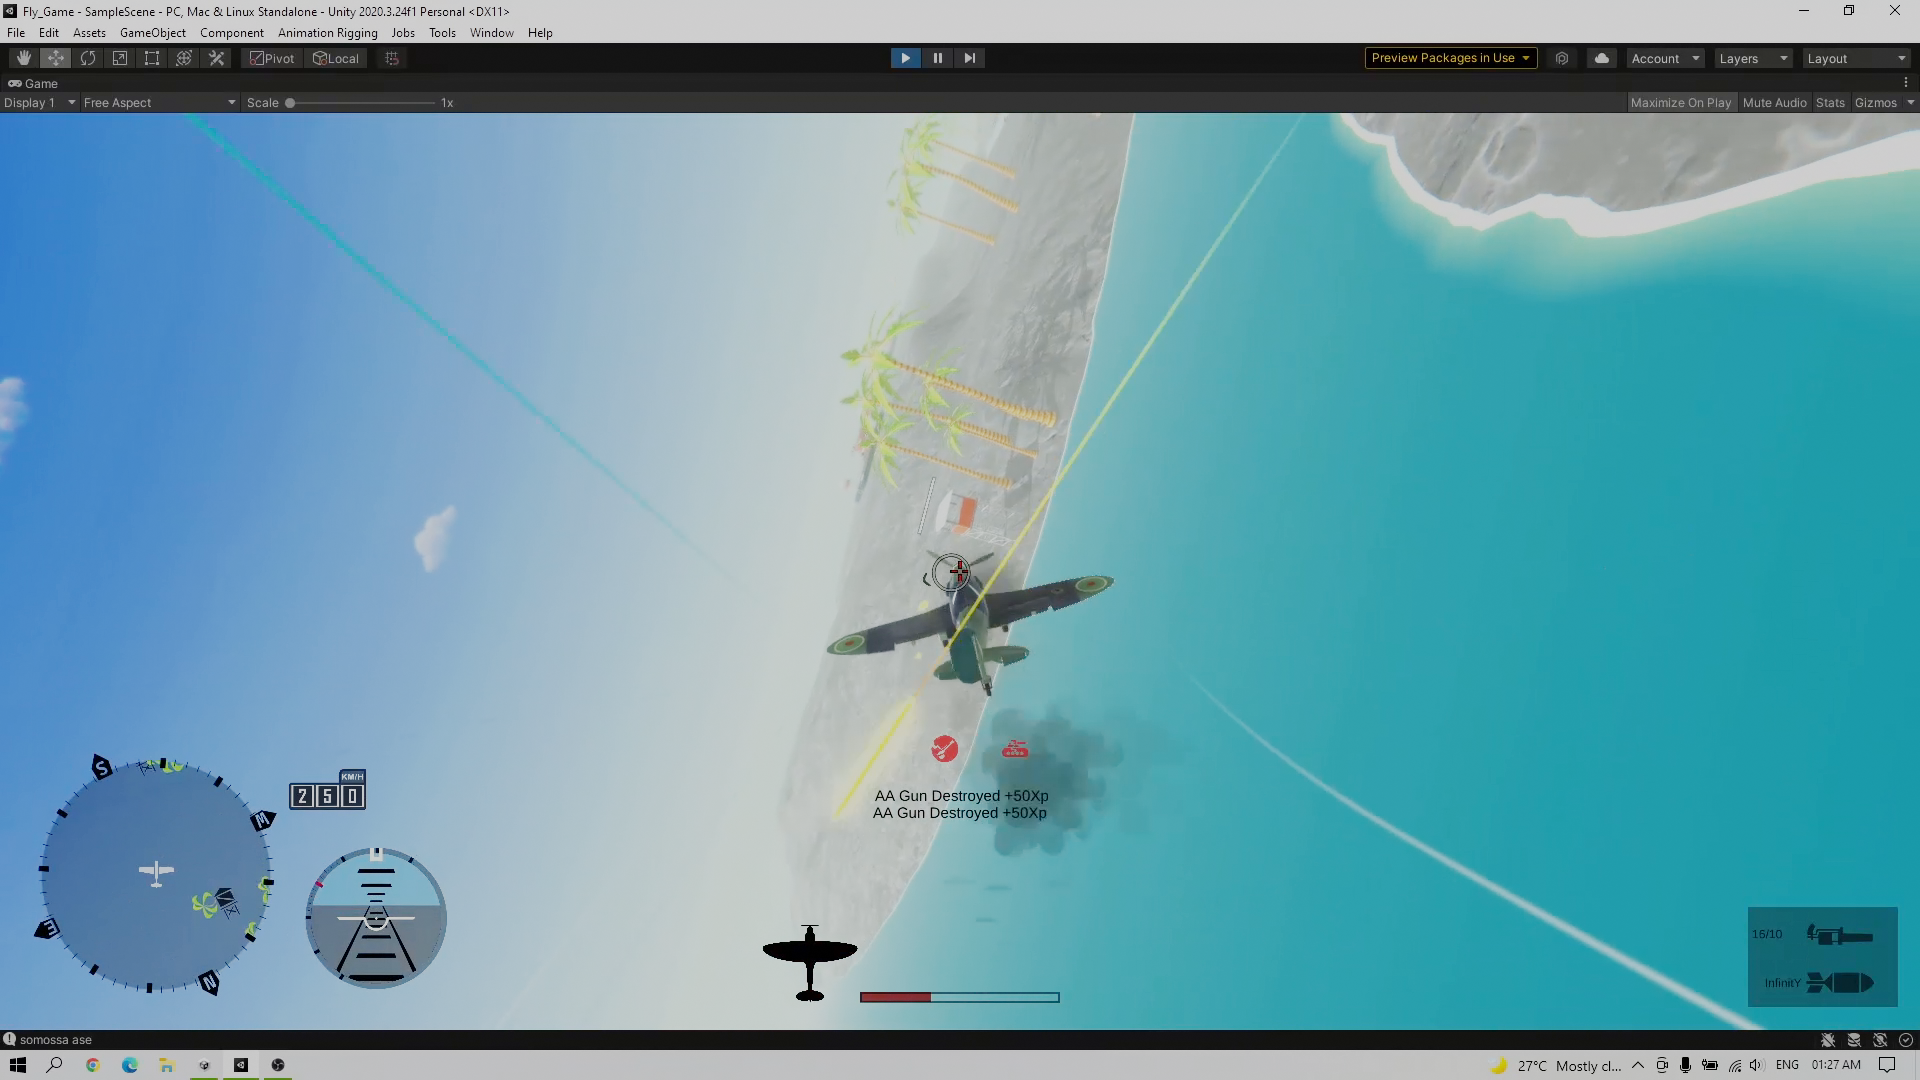 Fly_Game - SampleScene - PC, Mac & Linux Standalone - Unity 2020.3.24f1 Personal <DX11>
File Edit Assets GameObject Component Animation Rigging Jobs Tools Window Help
Pivot Local Preview Packages in Use Account Layers Layout
Game
Display 1 Free Aspect Scale 1x Maximize On Play Mute Audio Stats Gizmos
S
W
E
N
KM/H
250
AA Gun Destroyed +50Xp
AA Gun Destroyed +50Xp
16/10
InfinitY
somossa ase
27°C Mostly cl... ENG 01:27 AM